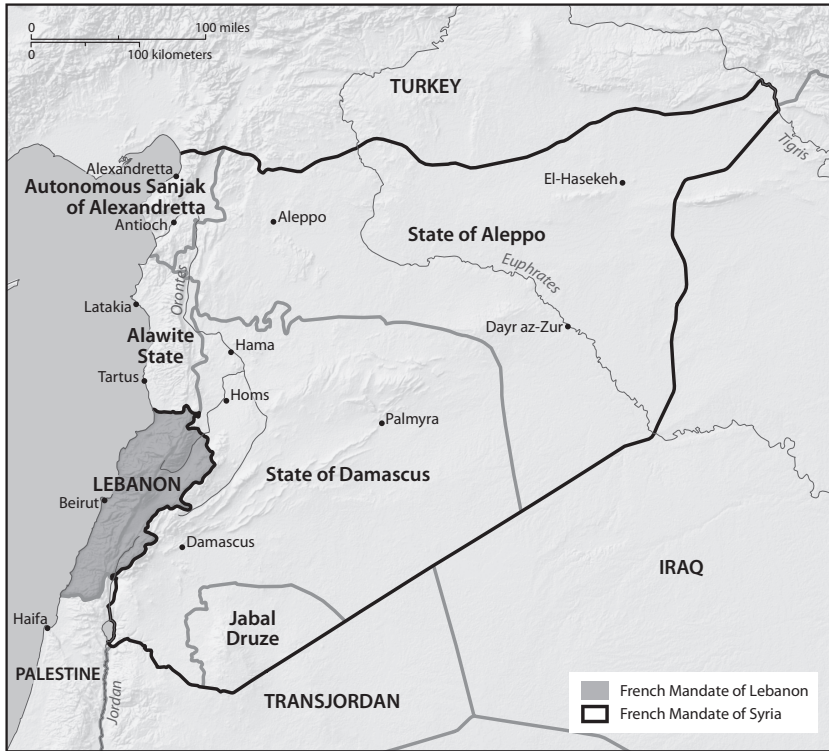 0
100 miles
0
100 kilometers
TURKEY
Tigris
Alexandretta
Autonomous Sanjak
of Alexandretta
Antioch
El-Hasekeh
Aleppo
State of Aleppo
Euphrates
Orontes
Latakia
Dayr az-Zur
Alawite
State
Hama
Tartus
Homs
Palmyra
LEBANON
State of Damascus
Beirut
Damascus
IRAQ
Haifa
Jabal
Druze
PALESTINE
Jordan
TRANSJORDAN
French Mandate of Lebanon
French Mandate of Syria